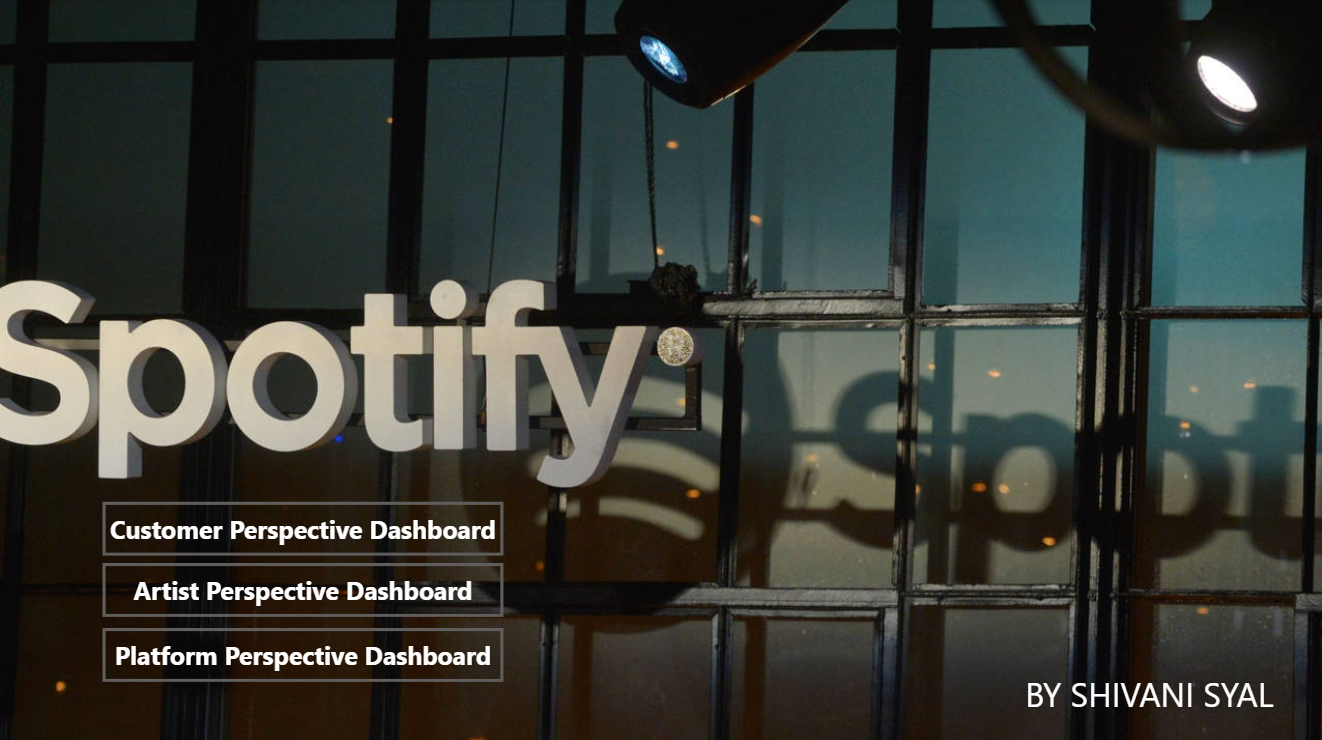 Spotify
Customer Perspective Dashboard
Artist Perspective Dashboard
Platform Perspective Dashboard
BY SHIVANI SYAL